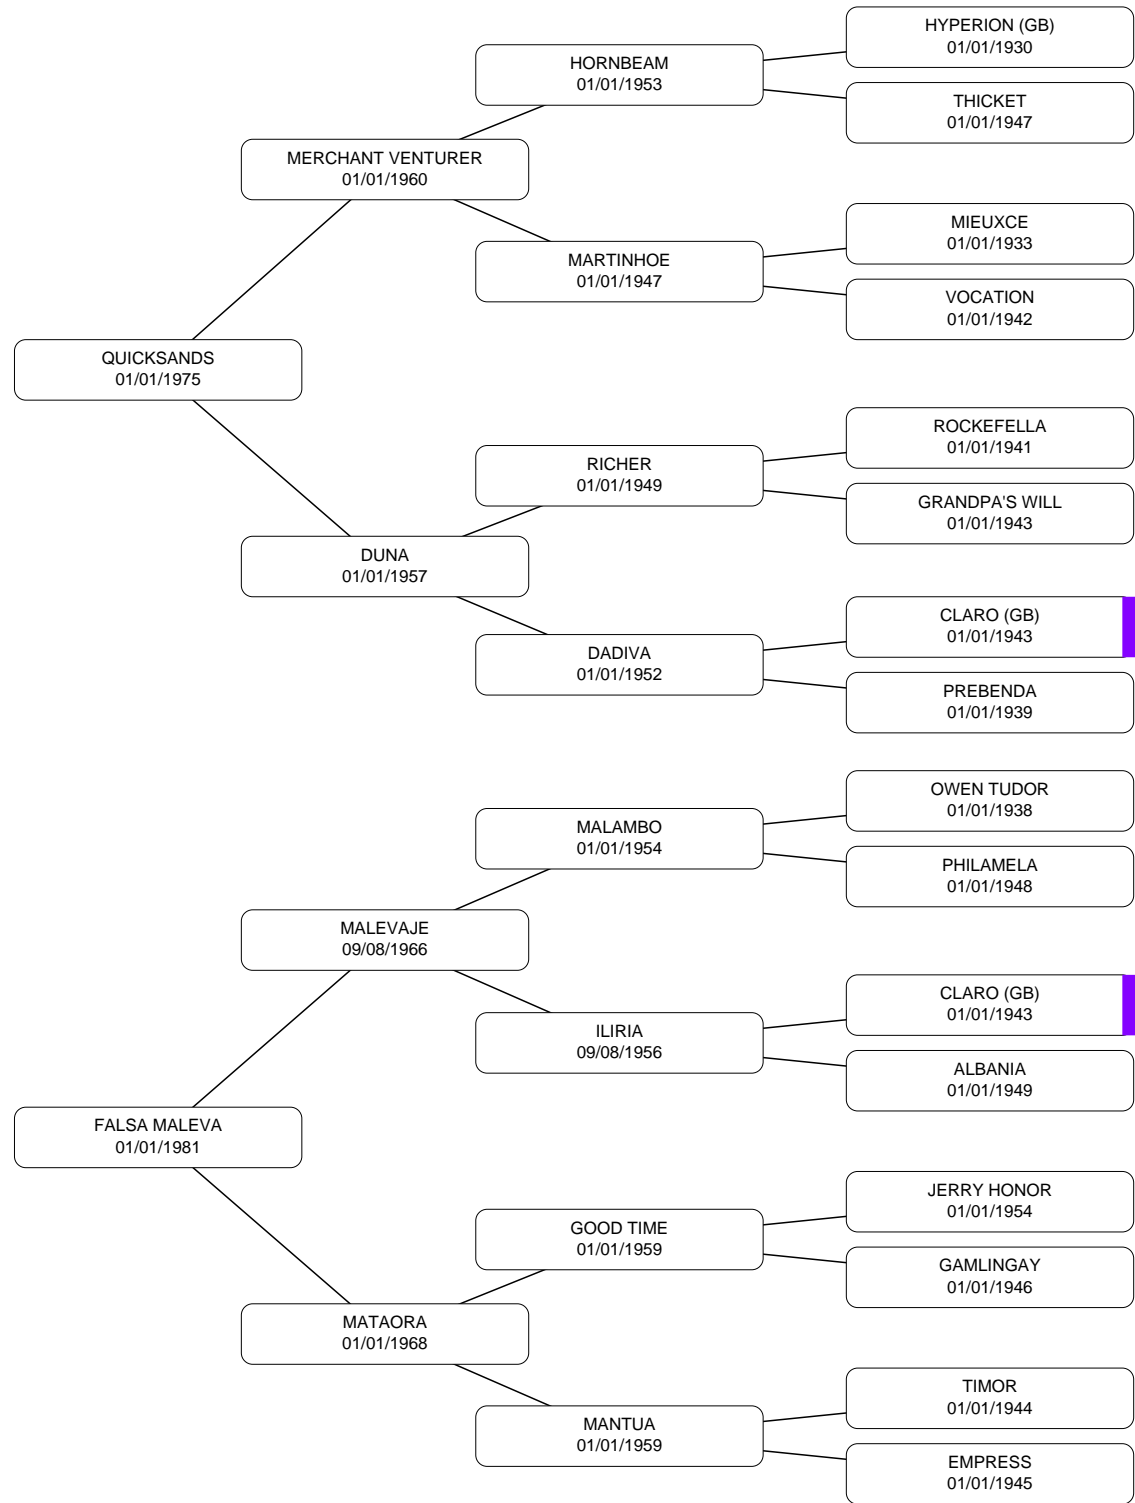 HYPERION (GB)
01/01/1930
HORNBEAM
01/01/1953
THICKET
01/01/1947
MERCHANT VENTURER
01/01/1960
MIEUXCE
01/01/1933
MARTINHOE
01/01/1947
VOCATION
01/01/1942
QUICKSANDS
01/01/1975
ROCKEFELLA
01/01/1941
RICHER
01/01/1949
GRANDPA'S WILL
01/01/1943
DUNA
01/01/1957
CLARO (GB)
01/01/1943
DADIVA
01/01/1952
PREBENDA
01/01/1939
OWEN TUDOR
01/01/1938
MALAMBO
01/01/1954
PHILAMELA
01/01/1948
MALEVAJE
09/08/1966
CLARO (GB)
01/01/1943
ILIRIA
09/08/1956
ALBANIA
01/01/1949
FALSA MALEVA
01/01/1981
JERRY HONOR
01/01/1954
GOOD TIME
01/01/1959
GAMLINGAY
01/01/1946
MATAORA
01/01/1968
TIMOR
01/01/1944
MANTUA
01/01/1959
EMPRESS
01/01/1945